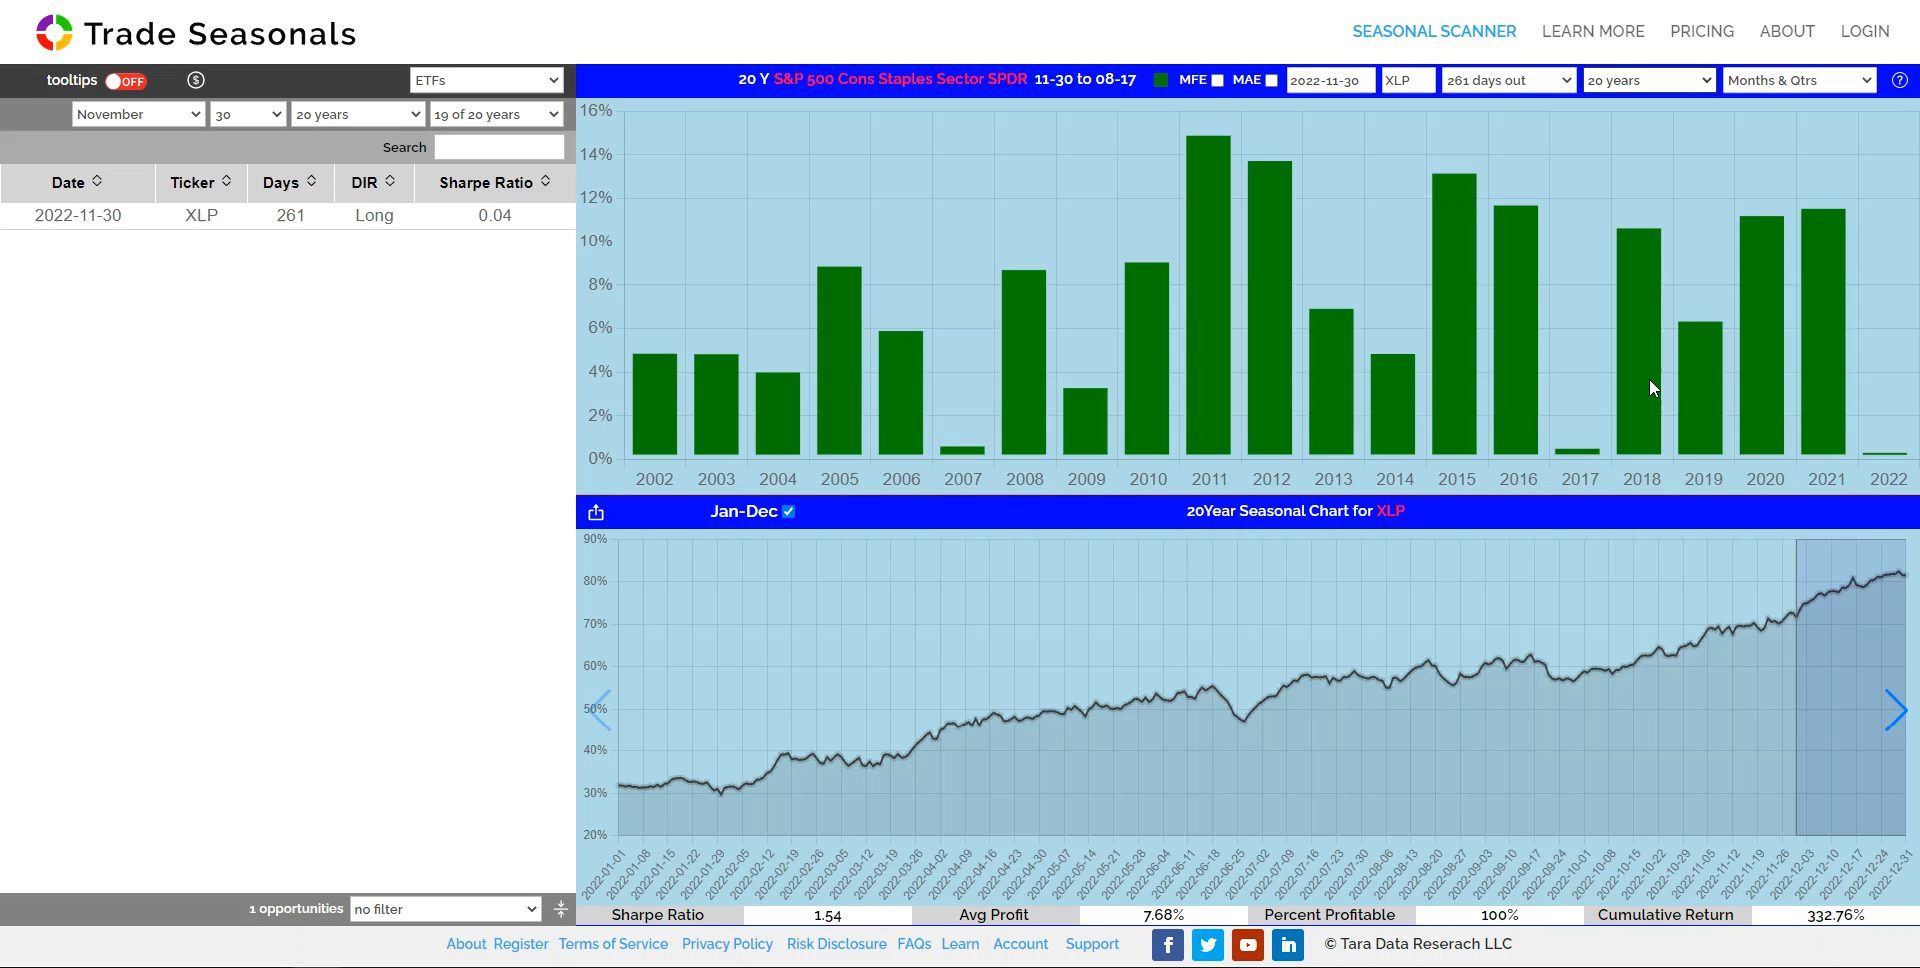 Trade Seasonals
SEASONAL SCANNER LEARN MORE PRICING ABOUT LOGIN
tooltips OFF $ ETFs
November 30 20 years 19 of 20 years
Search
Date Ticker Days DIR Sharpe Ratio
2022-11-30 XLP 261 Long 0.04
1 opportunities no filter
20 Y S&P 500 Cons Staples Sector SPDR 11-30 to 08-17 MFE MAE 2022-11-30 XLP 261 days out 20 years Months & Qtrs ?
16%
14%
12%
10%
8%
6%
4%
2%
0%
2002 2003 2004 2005 2006 2007 2008 2009 2010 2011 2012 2013 2014 2015 2016 2017 2018 2019 2020 2021 2022
Jan-Dec 20Year Seasonal Chart for XLP
90%
80%
70%
60%
50%
40%
30%
20%
2022-01-01 2022-01-08 2022-01-15 2022-01-22 2022-01-29 2022-02-05 2022-02-12 2022-02-19 2022-02-26 2022-03-05 2022-03-12 2022-03-19 2022-03-26 2022-04-02 2022-04-09 2022-04-16 2022-04-23 2022-04-30 2022-05-07 2022-05-14 2022-05-21 2022-05-28 2022-06-04 2022-06-11 2022-06-18 2022-06-25 2022-07-02 2022-07-09 2022-07-16 2022-07-23 2022-07-30 2022-08-06 2022-08-13 2022-08-20 2022-08-27 2022-09-03 2022-09-10 2022-09-17 2022-09-24 2022-10-01 2022-10-08 2022-10-15 2022-10-22 2022-10-29 2022-11-05 2022-11-12 2022-11-19 2022-11-26 2022-12-03 2022-12-10 2022-12-17 2022-12-24 2022-12-31
Sharpe Ratio 1.54 Avg Profit 7.68% Percent Profitable 100% Cumulative Return 332.76%
About Register Terms of Service Privacy Policy Risk Disclosure FAQs Learn Account Support © Tara Data Reserach LLC